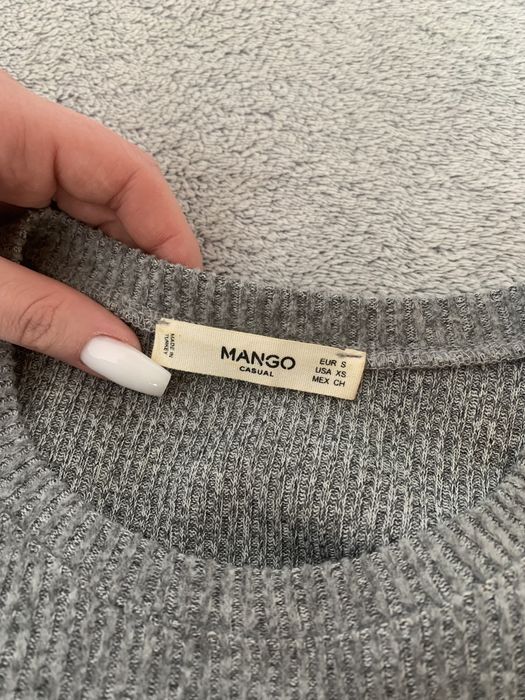 MADE IN
TURKEY
MANGO
CASUAL
EUR S
USA XS
MEX CH